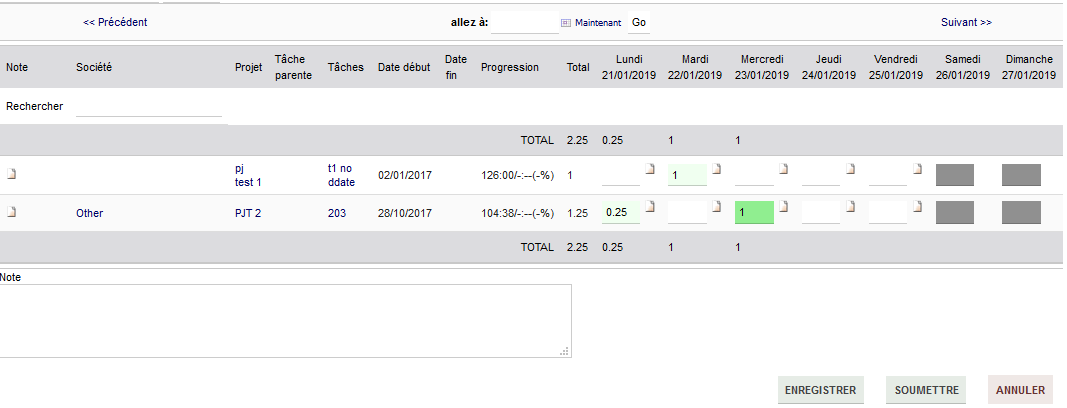 << Précédent allez à: Maintenant Go Suivant >>
Note Société Projet Tâche parente Tâches Date début Date fin Progression Total Lundi 21/01/2019 Mardi 22/01/2019 Mercredi 23/01/2019 Jeudi 24/01/2019 Vendredi 25/01/2019 Samedi 26/01/2019 Dimanche 27/01/2019
Rechercher
TOTAL 2.25 0.25 1 1
pj test 1 t1 no ddate 02/01/2017 126:00/-:--(-%) 1 1
Other PJT 2 203 28/10/2017 104:38/-:--(-%) 1.25 0.25 1
TOTAL 2.25 0.25 1 1
Note
ENREGISTRER SOUMETTRE ANNULER